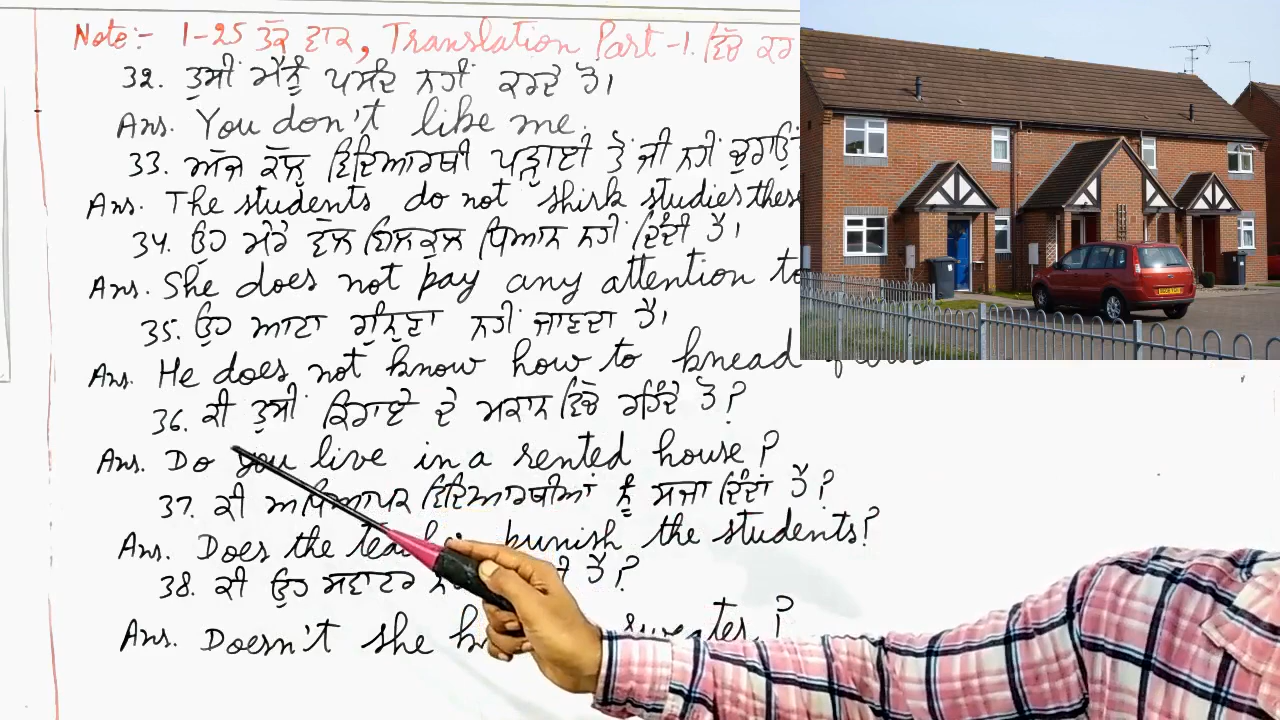 Note:- 1-25 ਤੱਕ ਵਾਕ, Translation Part-1. ਵਿੱਚ ਕਰ
32. ਤੁਸੀਂ ਮੈਨੂੰ ਪਸੰਦ ਨਹੀਂ ਕਰਦੇ ਹੋ।
Ans. You don't like me.
33. ਅੱਜ ਕੱਲ੍ਹ ਵਿਦਿਆਰਥੀ ਪੜ੍ਹਾਈ ਤੋਂ ਜੀ ਨਹੀਂ
Ans. The students do not shirk studies these
34. ਉਹ ਮੇਰੇ ਵੱਲ ਬਿਲਕੁਲ ਧਿਆਨ ਨਹੀਂ ਦਿੰਦੀ ਹੈ।
Ans. She does not pay any attention to
35. ਉਹ ਆਟਾ ਗੁੰਨ੍ਹਣਾ ਨਹੀਂ ਜਾਣਦਾ ਹੈ।
Ans. He does not know how to knead
36. ਕੀ ਤੁਸੀਂ ਕਿਰਾਏ ਦੇ ਮਕਾਨ ਵਿੱਚ ਰਹਿੰਦੇ ਹੋ?
Ans. Do you live in a rented house?
37. ਕੀ ਅਧਿਆਪਕ ਵਿਦਿਆਰਥੀਆਂ ਨੂੰ ਸਜਾ ਦਿੰਦਾ ਹੈ?
Ans. Does the punish the students?
38. ਕੀ ਉਹ ਸਵਾਟਰ ਹੈ?
Ans. Doesn't she sweater?